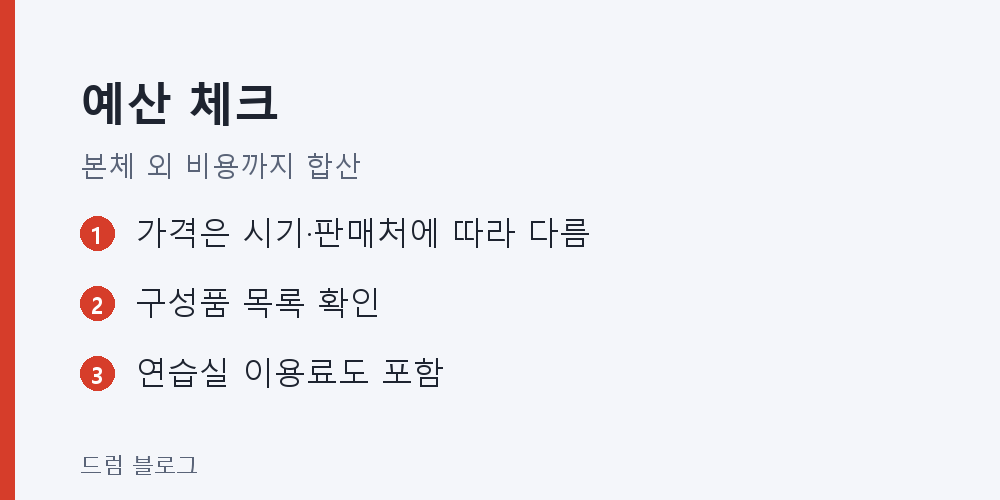 예산 체크
본체 외 비용까지 합산
1 가격은 시기·판매처에 따라 다름
2 구성품 목록 확인
3 연습실 이용료도 포함
드럼 블로그